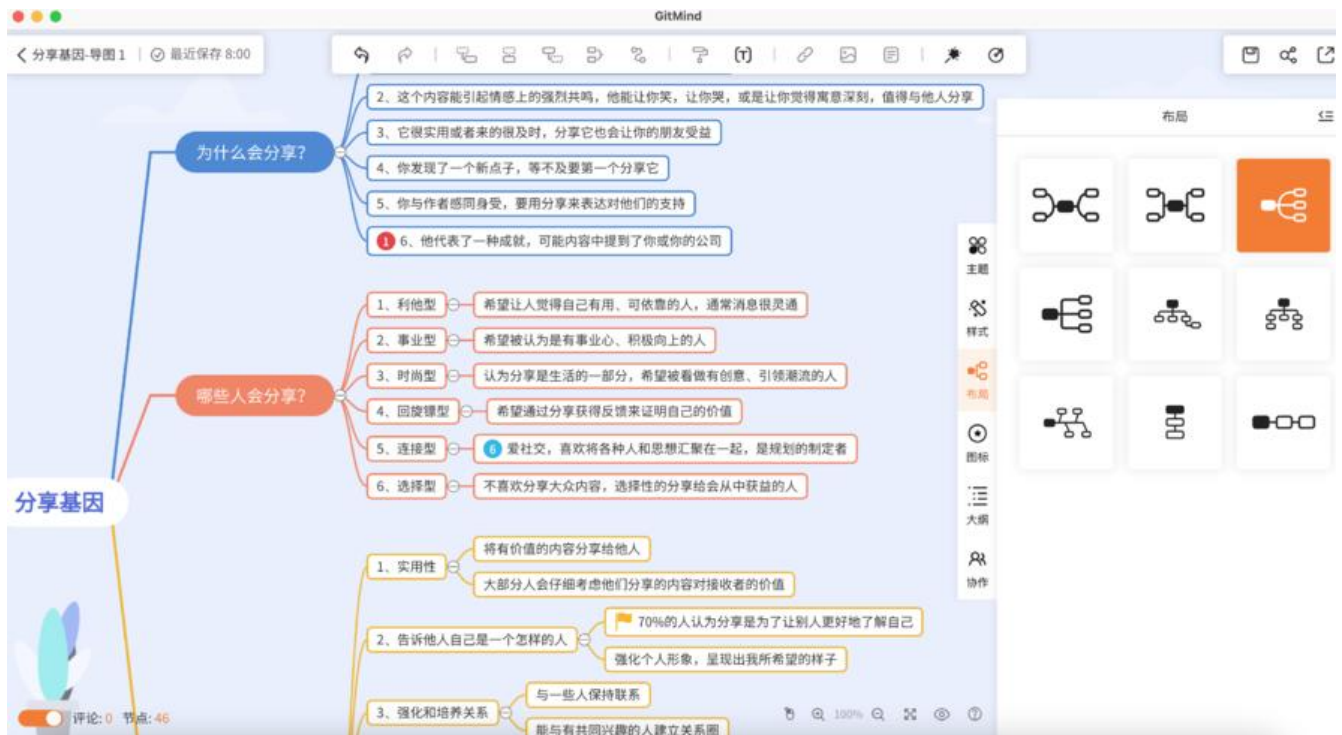 GitMind
分享基因-导图 1
最近保存 8:00
2、这个内容能引起情感上的强烈共鸣，他能让你笑，让你哭，或是让你觉得寓意深刻，值得与他人分享
3、它很实用或者来的很及时，分享它也会让你的朋友受益
为什么会分享？
4、你发现了一个新点子，等不及要第一个分享它
5、你与作者感同身受，要用分享来表达对他们的支持
1 6、他代表了一种成就，可能内容中提到了你或你的公司
1、利他型
希望让人觉得自己有用、可依靠的人，通常消息很灵通
2、事业型
希望被认为是有事业心、积极向上的人
3、时尚型
认为分享是生活的一部分，希望被看做有创意、引领潮流的人
哪些人会分享？
4、回旋镖型
希望通过分享获得反馈来证明自己的价值
5、连接型
6 爱社交，喜欢将各种人和思想汇聚在一起，是规划的制定者
6、选择型
不喜欢分享大众内容，选择性的分享给会从中获益的人
分享基因
1、实用性
将有价值的内容分享给他人
大部分人会仔细考虑他们分享的内容对接收者的价值
2、告诉他人自己是一个怎样的人
70%的人认为分享是为了让别人更好地了解自己
强化个人形象，呈现出我所希望的样子
3、强化和培养关系
与一些人保持联系
能与有共同兴趣的人建立关系圈
评论: 0
节点: 46
100%
主题
样式
布局
图标
大纲
协作
布局